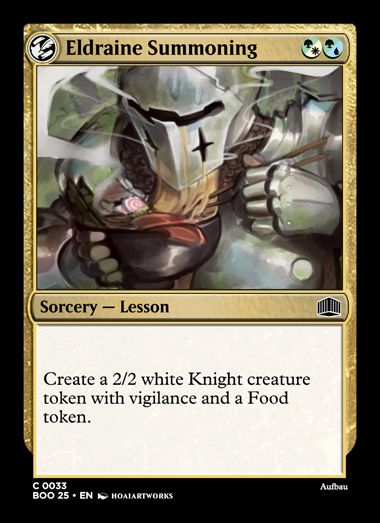 Eldraine Summoning
Sorcery — Lesson
Create a 2/2 white Knight creature
token with vigilance and a Food
token.
C 0033
BOO 25 • EN HOAIARTWORKS
Aufbau